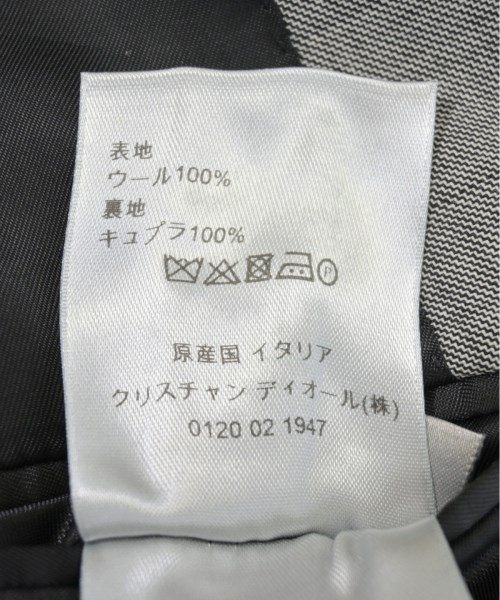 表地
ウール100%
裏地
キュプラ100%
P
原産国 イタリア
クリスチャン ディオール(株)
0120 02 1947